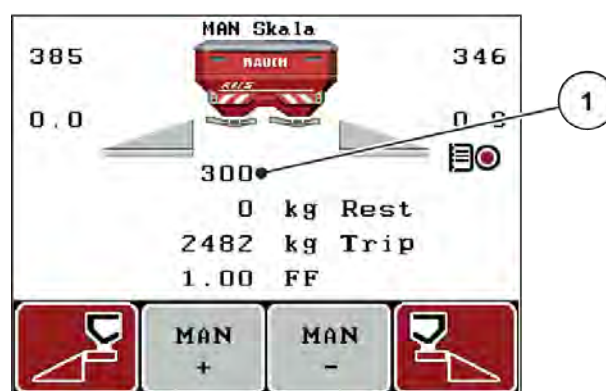 MAN Skala
385
346
RAUCH
AXIS
0.0
1
300
0 kg Rest
2482 kg Trip
1.00 FF
MAN
+
MAN
-